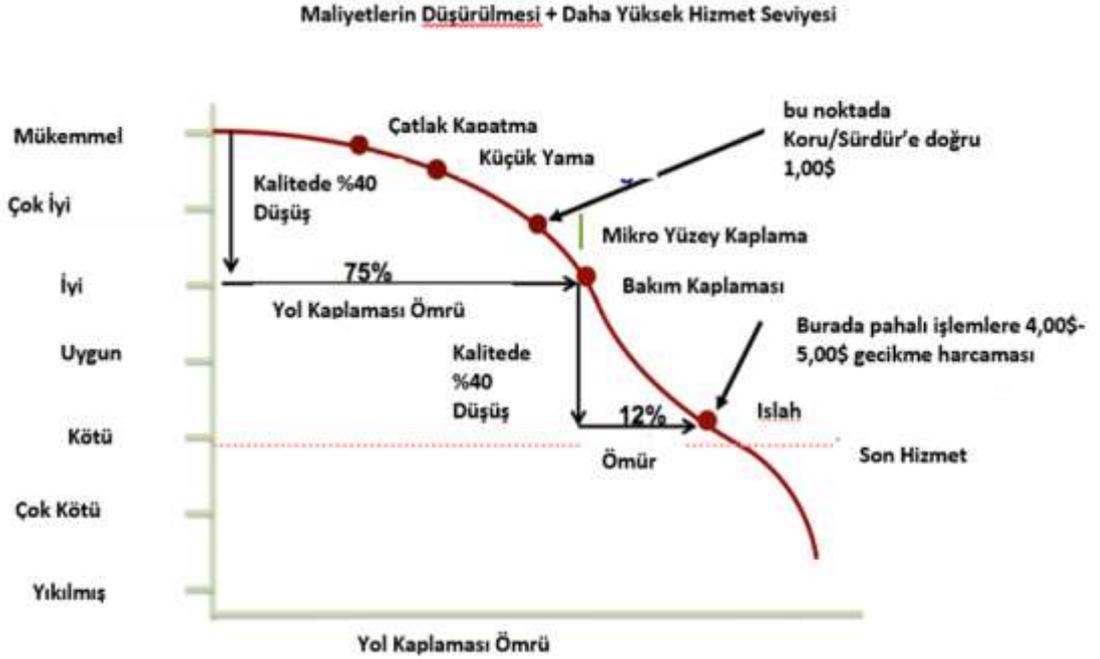 Maliyetlerin Düşürülmesi + Daha Yüksek Hizmet Seviyesi
bu noktada
Koru/Sürdür'e doğru
1,00$
Mükemmel
Çatlak Kapatma
Küçük Yama
Kalitede %40
Düşüş
Çok İyi
Mikro Yüzey Kaplama
75%
İyi
Bakım Kaplaması
Yol Kaplaması Ömrü
Burada pahalı işlemlere 4,00$-
5,00$ gecikme harcaması
Uygun
Kalitede
%40
Düşüş
12%
Islah
Kötü
Ömür
Son Hizmet
Çok Kötü
Yıkılmış
Yol Kaplaması Ömrü